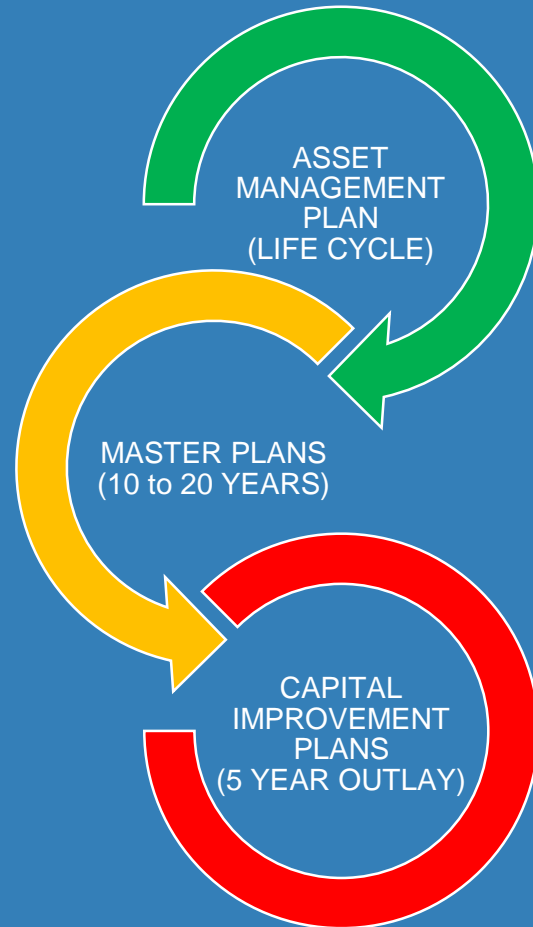 ASSET
MANAGEMENT
PLAN
(LIFE CYCLE)
MASTER PLANS
(10 to 20 YEARS)
CAPITAL
IMPROVEMENT
PLANS
(5 YEAR OUTLAY)